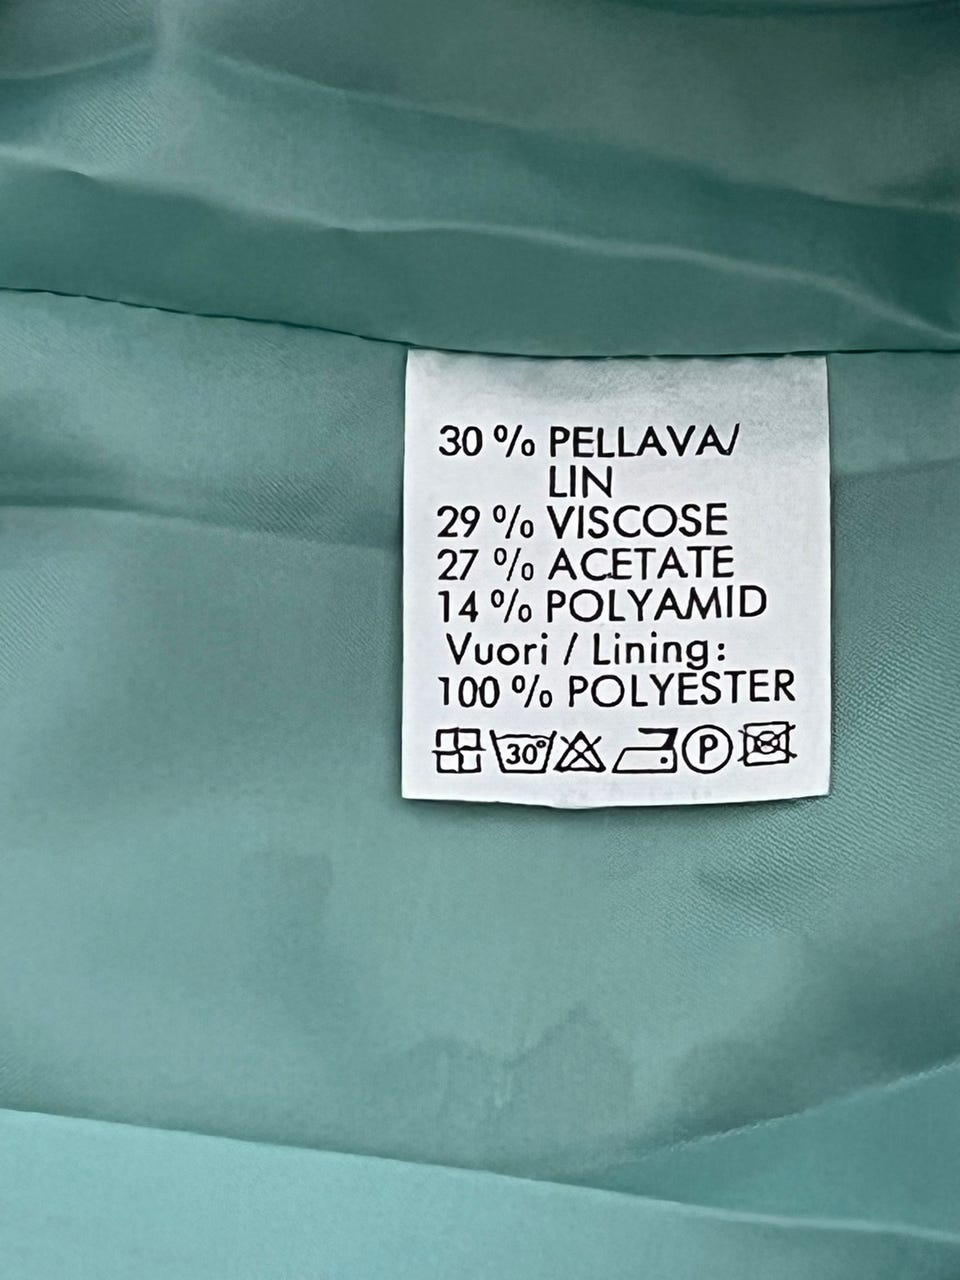 30 % PELLAVA/
LIN
29 % VISCOSE
27 % ACETATE
14 % POLYAMID
Vuori / Lining:
100 % POLYESTER
30° P